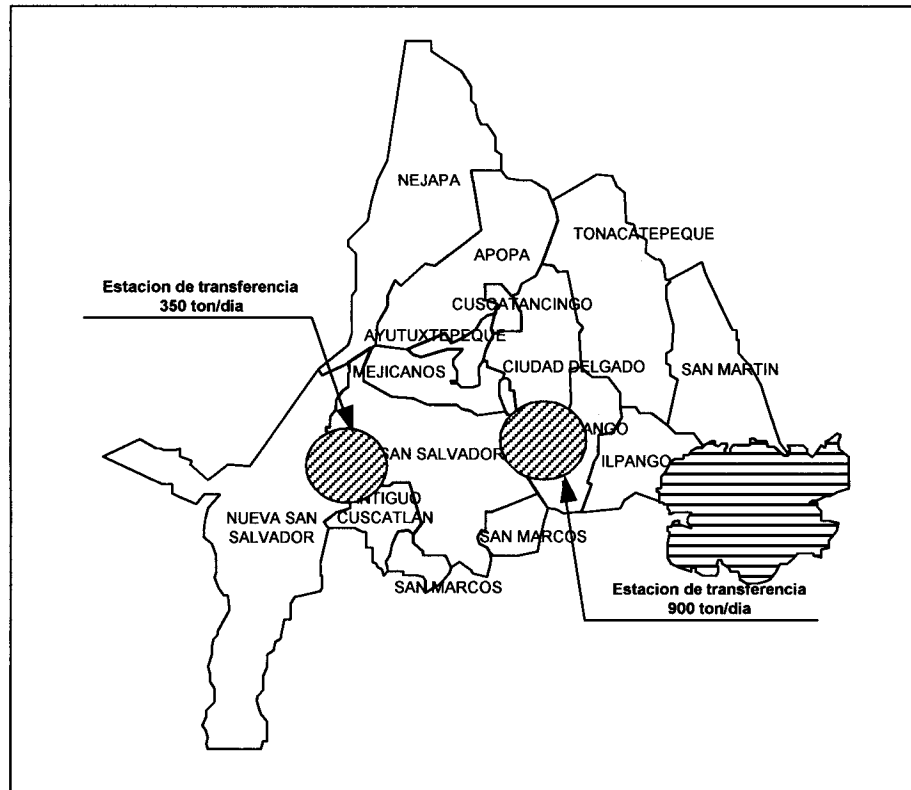 NEJAPA
TONACATEPEQUE
APOPA
Estacion de transferencia
350 ton/dia
CUSCATANCINGO
AYUTUXTEPEQUE
MEJICANOS
CIUDAD DELGADO
SAN MARTIN
ANGO
SAN SALVADOR
ILPANGO
ANTIGUO
CUSCATLAN
NUEVA SAN
SALVADOR
SAN MARCOS
SAN MARCOS
Estacion de transferencia
900 ton/dia